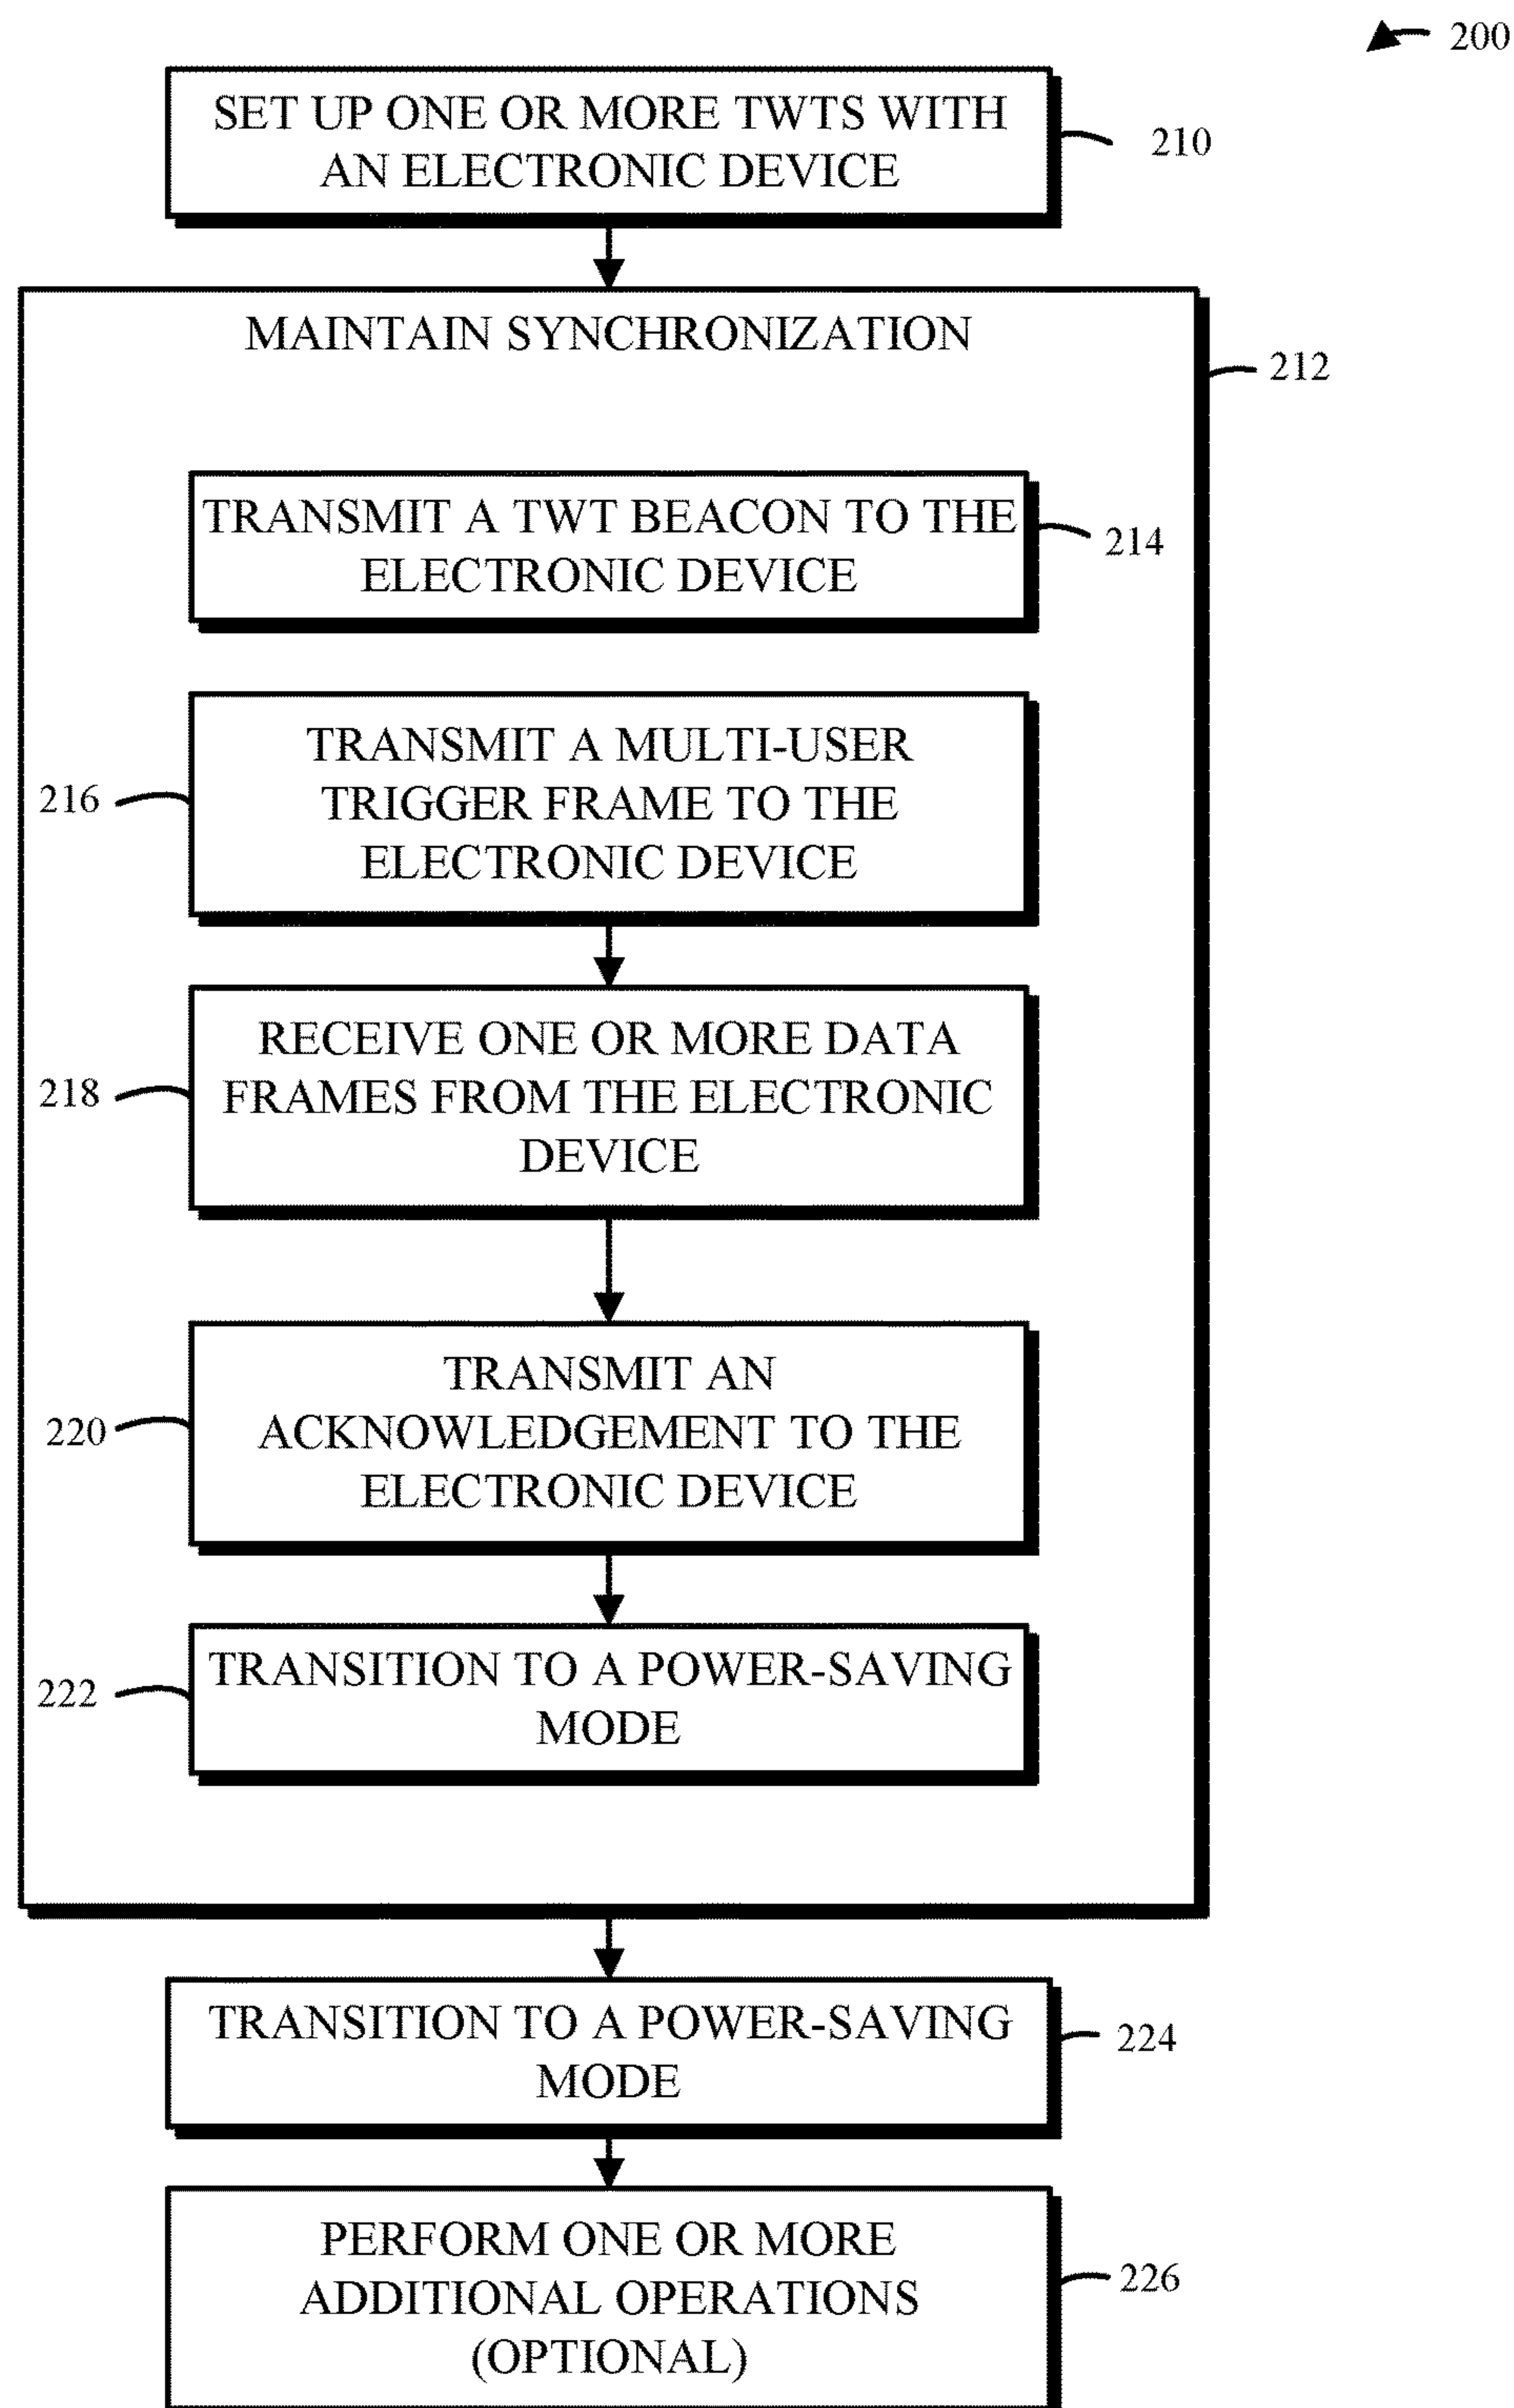 200
SET UP ONE OR MORE TWTS WITH
AN ELECTRONIC DEVICE
210
MAINTAIN SYNCHRONIZATION
212
TRANSMIT A TWT BEACON TO THE
ELECTRONIC DEVICE
214
TRANSMIT A MULTI-USER
TRIGGER FRAME TO THE
ELECTRONIC DEVICE
216
RECEIVE ONE OR MORE DATA
FRAMES FROM THE ELECTRONIC
DEVICE
218
TRANSMIT AN
ACKNOWLEDGEMENT TO THE
ELECTRONIC DEVICE
220
TRANSITION TO A POWER-SAVING
MODE
222
TRANSITION TO A POWER-SAVING
MODE
224
PERFORM ONE OR MORE
ADDITIONAL OPERATIONS
(OPTIONAL)
226